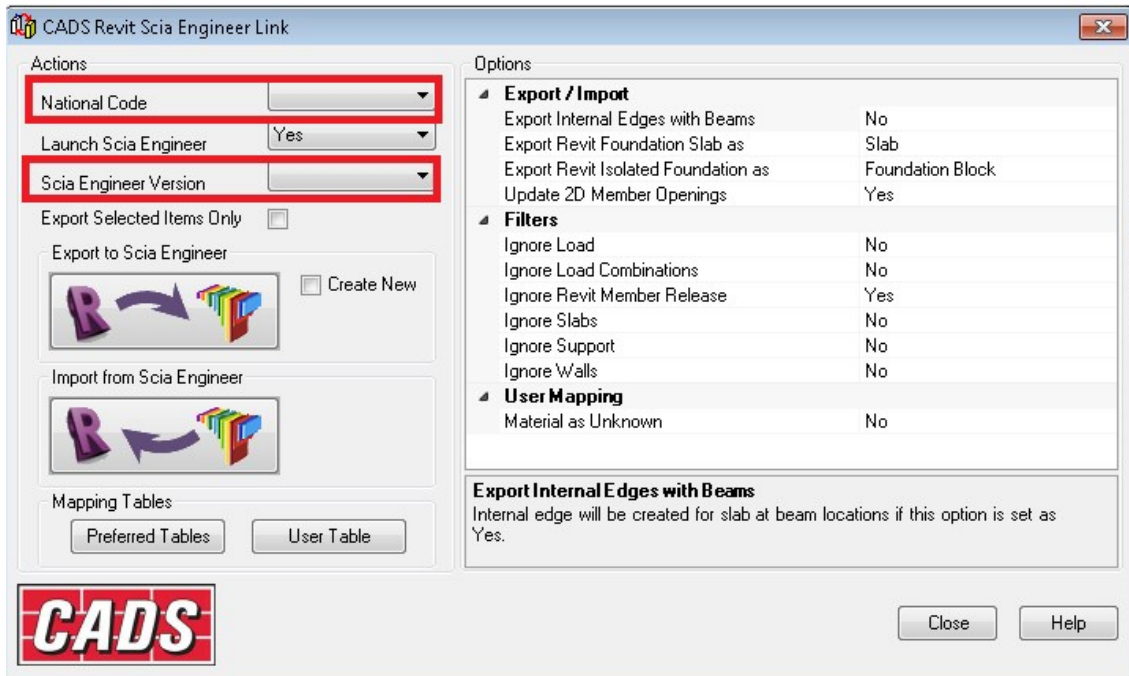 CADS Revit Scia Engineer Link
Actions
National Code
Launch Scia Engineer Yes
Scia Engineer Version
Export Selected Items Only
Export to Scia Engineer
Create New
Import from Scia Engineer
Mapping Tables
Preferred Tables User Table
Options
Export / Import
Export Internal Edges with Beams No
Export Revit Foundation Slab as Slab
Export Revit Isolated Foundation as Foundation Block
Update 2D Member Openings Yes
Filters
Ignore Load No
Ignore Load Combinations No
Ignore Revit Member Release Yes
Ignore Slabs No
Ignore Support No
Ignore Walls No
User Mapping
Material as Unknown No
Export Internal Edges with Beams
Internal edge will be created for slab at beam locations if this option is set as
Yes.
CADS
Close Help